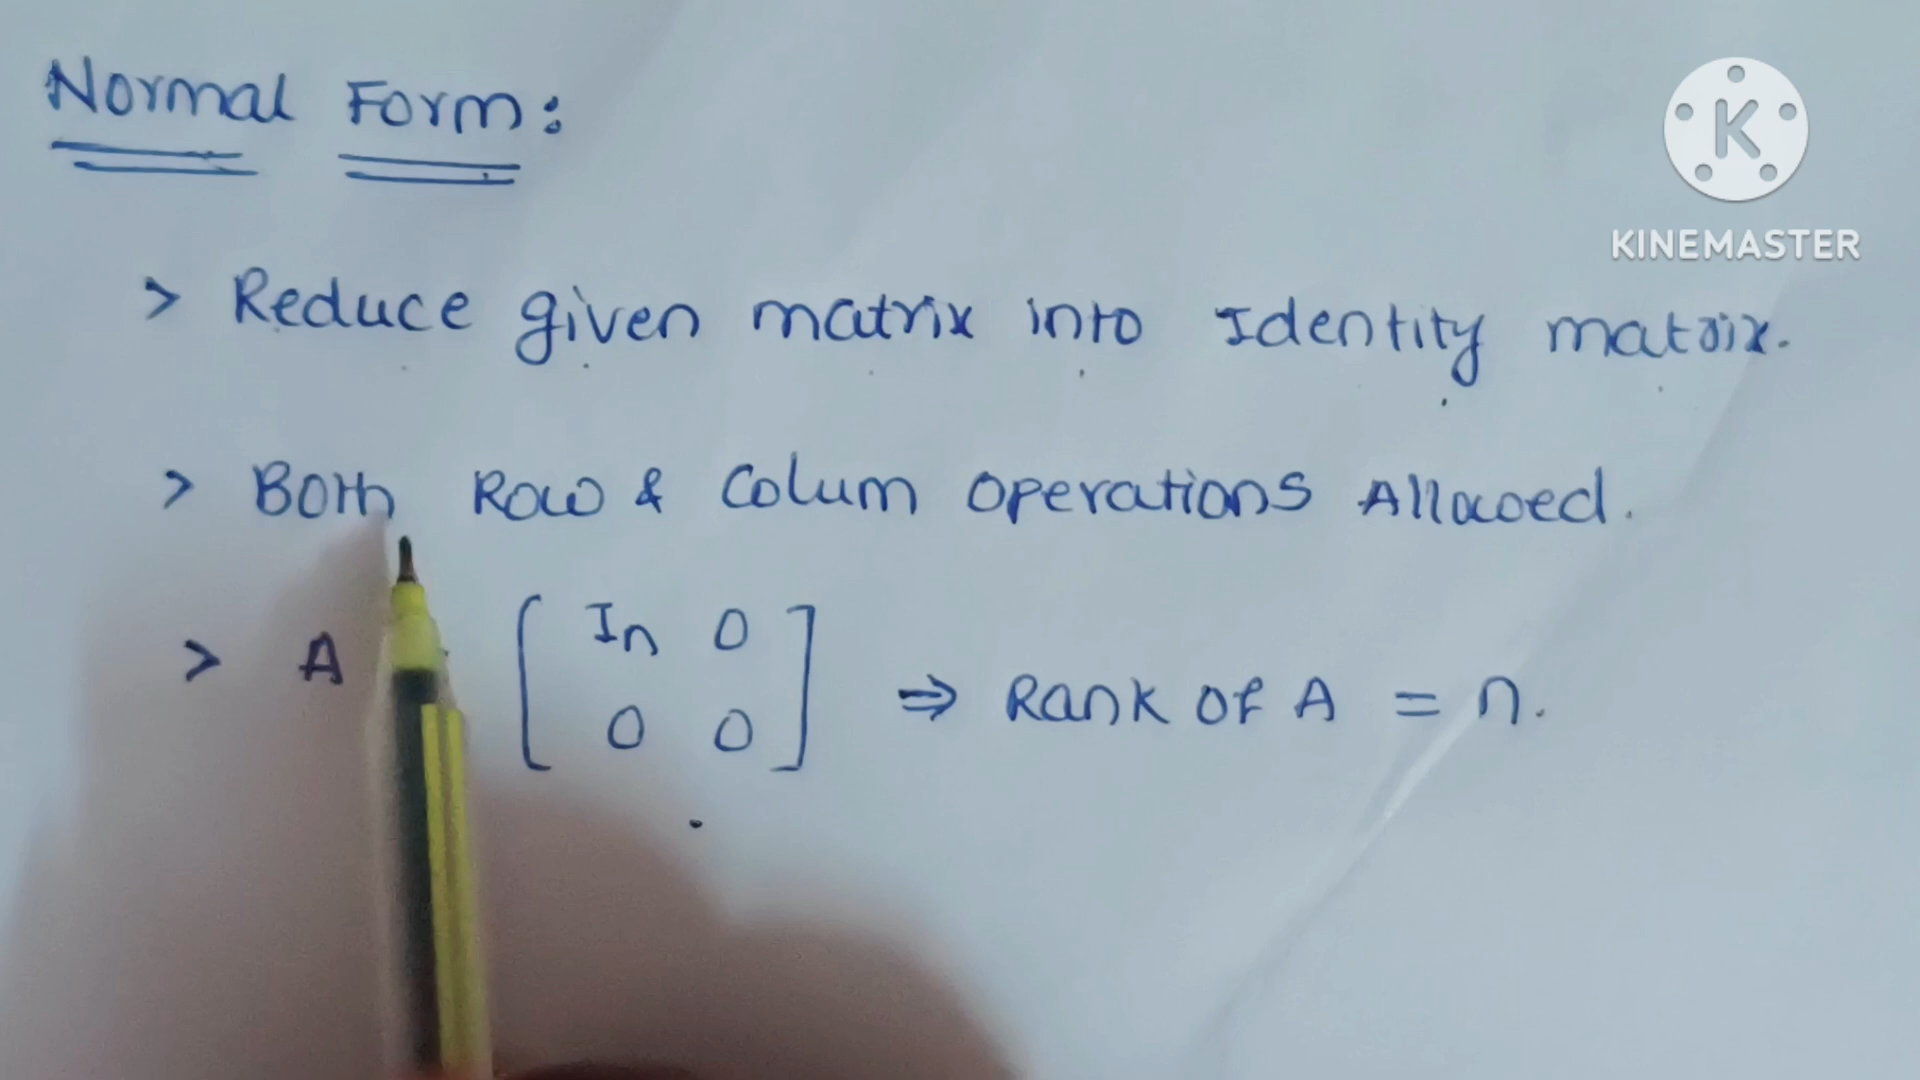 Normal Form:
K
KINEMASTER
> Reduce given matrix into Identity matrix.
> Both Row & Colum Operations Allowed.
> A [ In 0
0 0 ] ⇒ Rank of A = n.